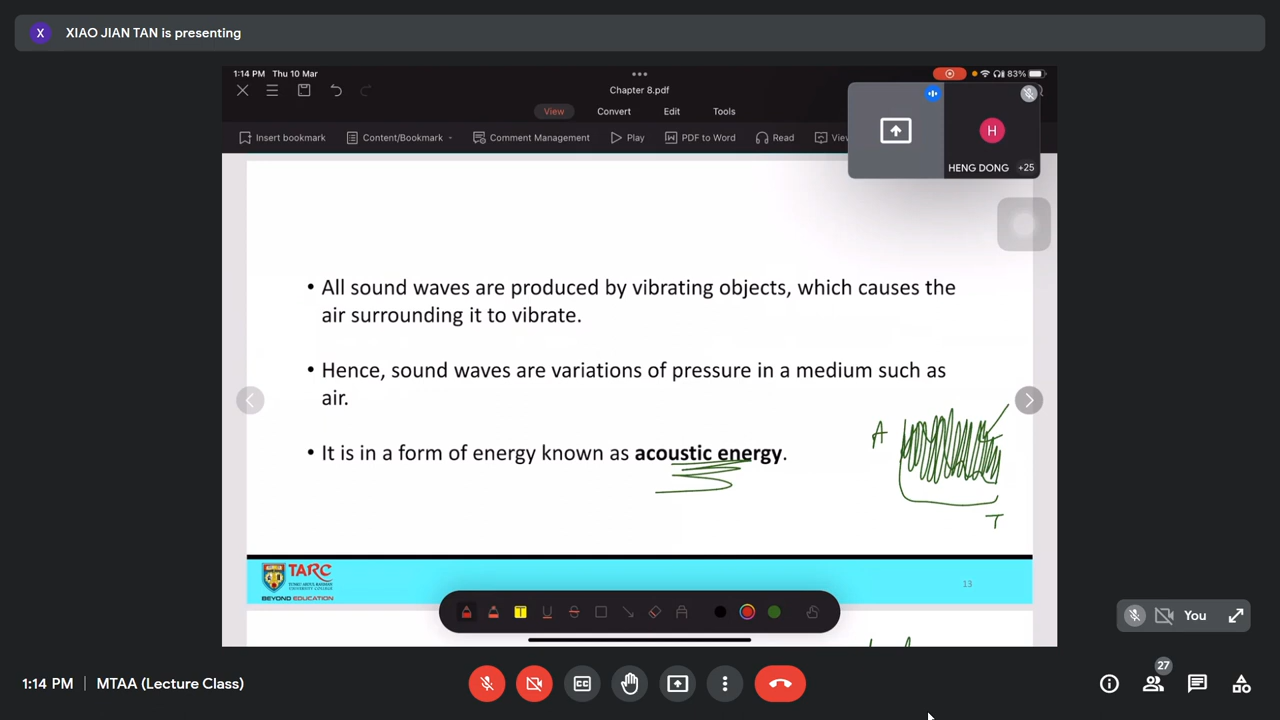 X XIAO JIAN TAN is presenting
1:14 PM Thu 10 Mar
83%
Chapter 8.pdf
View Convert Edit Tools
Insert bookmark Content/Bookmark Comment Management Play PDF to Word Read View
H
HENG DONG +25
• All sound waves are produced by vibrating objects, which causes the
air surrounding it to vibrate.
• Hence, sound waves are variations of pressure in a medium such as
air.
A
• It is in a form of energy known as acoustic energy.
T
TARC
BEYOND EDUCATION
13
T
You
27
1:14 PM | MTAA (Lecture Class)
CC